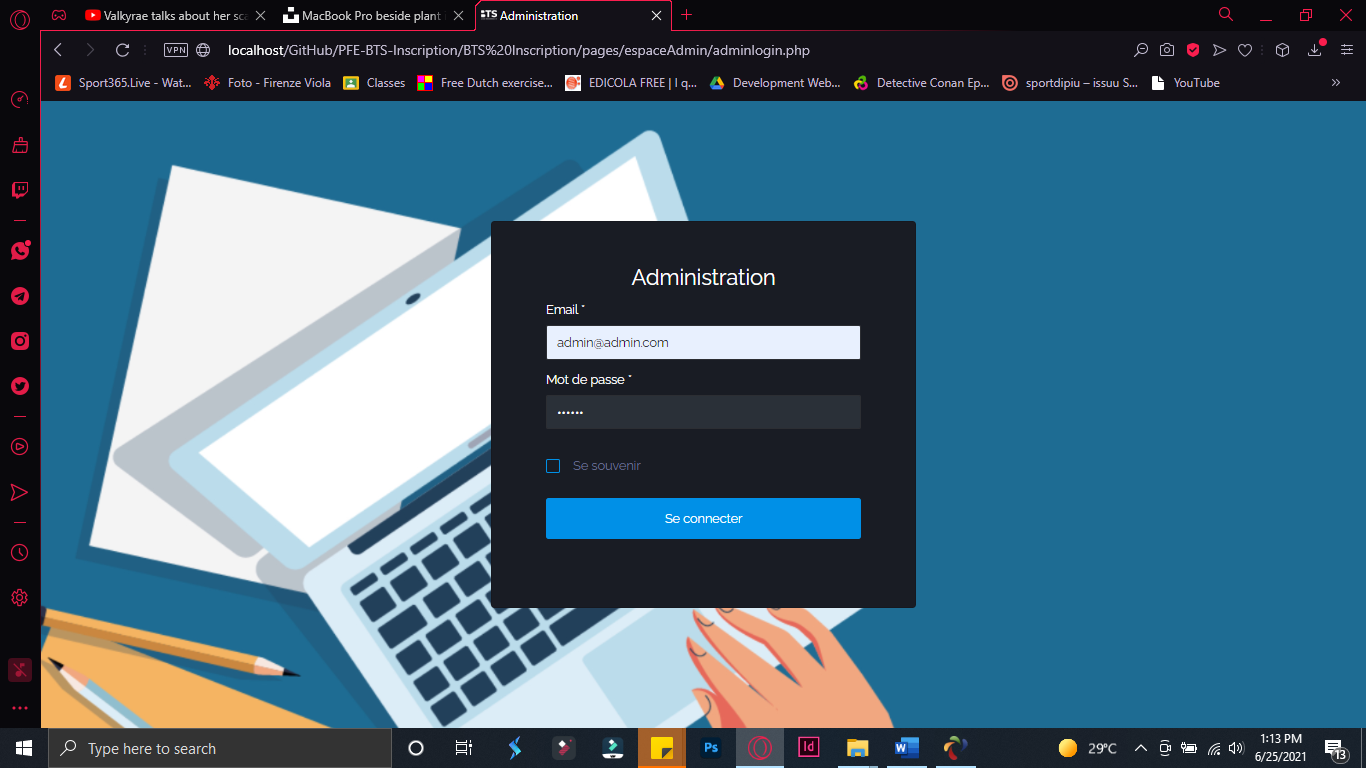 Valkyrae talks about her sca
MacBook Pro beside plant i
BTS Administration
VPN
localhost/GitHub/PFE-BTS-Inscription/BTS%20Inscription/pages/espaceAdmin/adminlogin.php
Sport365.Live - Wat...
Foto - Firenze Viola
Classes
Free Dutch exercise...
EDICOLA FREE | I q...
Development Web...
Detective Conan Ep...
sportdipiu – issuu S...
YouTube
»
Administration
Email *
admin@admin.com
Mot de passe *
••••••
Se souvenir
Se connecter
Type here to search
Ps
Id
W
29°C
1:13 PM
6/25/2021
13